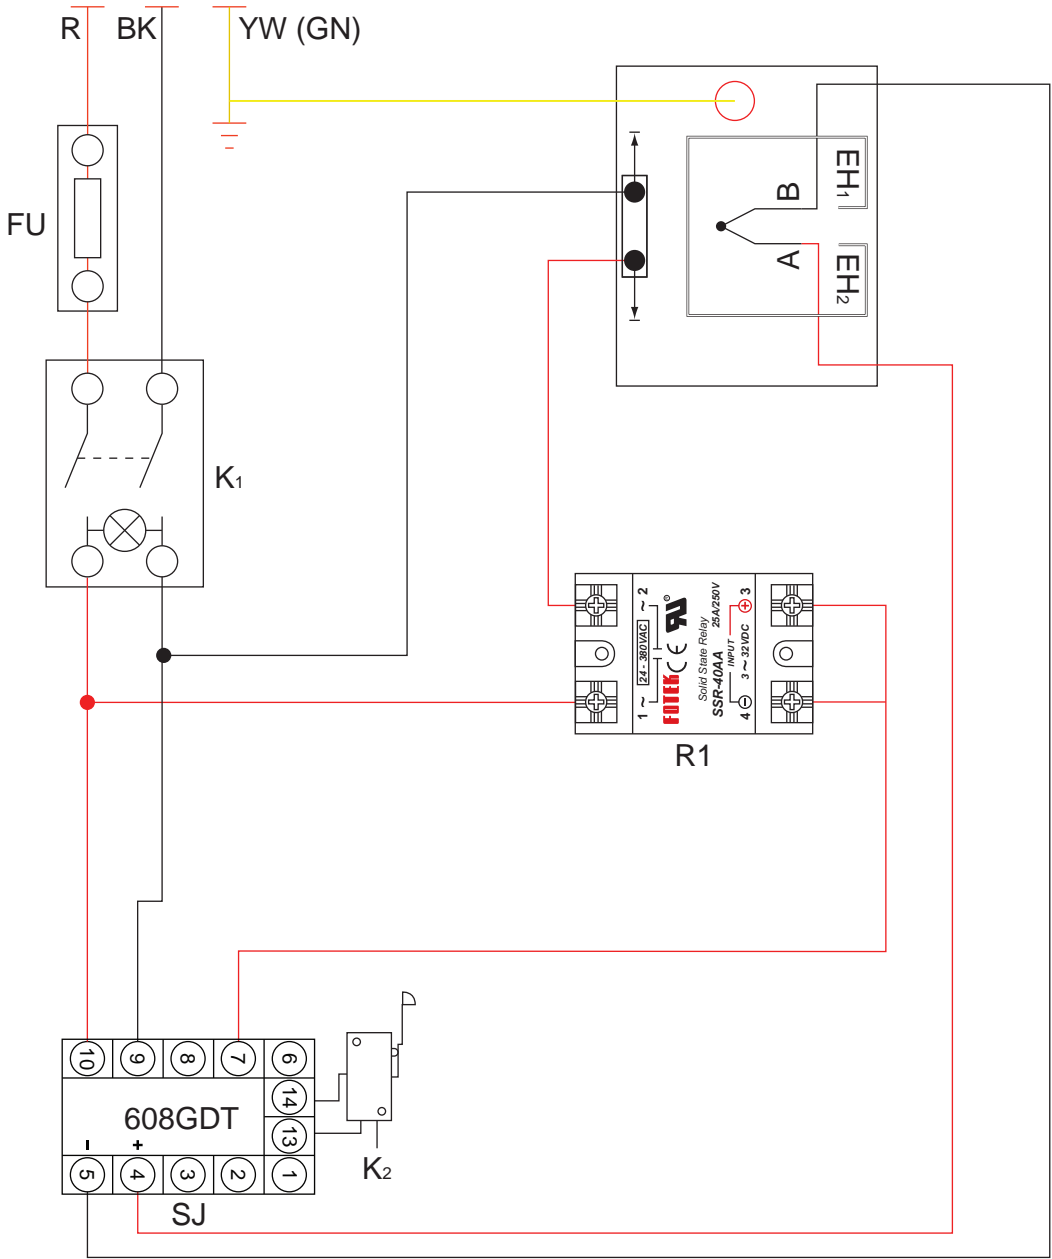 R BK YW (GN)
FU
K1
EH1
B
A
EH2
1 ~ 24 - 380VAC ~ 2
FOTEK CE RU ®
Solid State Relay
SSR-40AA 25A/250V
INPUT
4 - 3 ~ 32VDC + 3
R1
10 9 8 7 6
14
608GDT
13
- +
5 4 3 2 1
K2
SJ